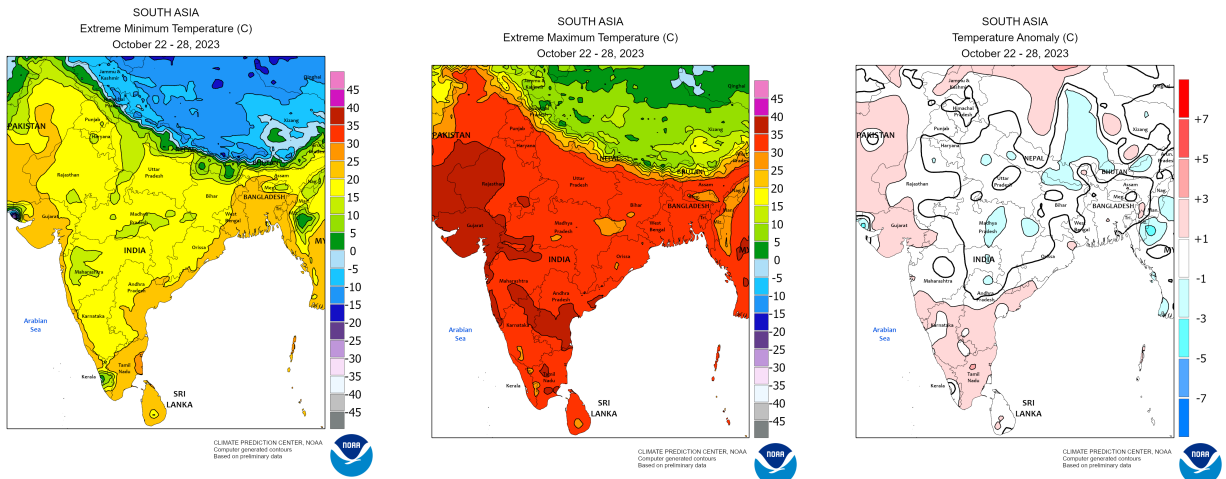 SOUTH ASIA
Extreme Minimum Temperature (C)
October 22 - 28, 2023
Jammu &
Kashmir
Qinghai
Punjab
Haryana
PAKISTAN
Xizang
Rajasthan
Uttar
Pradesh
Assam
Meg.
BANGLADESH
Bihar
West
Bengal
Gujarat
Madhya
Pradesh
INDIA
Orissa
MY
Maharashtra
Andhra
Pradesh
Karnataka
Arabian
Sea
Kerala
Tamil
Nadu
SRI
LANKA
45
40
35
30
25
20
15
10
5
0
-5
-10
-15
-20
-25
-30
-35
-40
-45
CLIMATE PREDICTION CENTER, NOAA
Computer generated contours
Based on preliminary data
NOAA
SOUTH ASIA
Extreme Maximum Temperature (C)
October 22 - 28, 2023
Qinghai
Punjab
Haryana
PAKISTAN
Xizang
NEPAL
BHUTAN
Rajasthan
Uttar
Pradesh
Assam
Meg.
BANGLADESH
Bihar
West
Bengal
Gujarat
Madhya
Pradesh
INDIA
Orissa
Maharashtra
Andhra
Pradesh
Karnataka
Arabian
Sea
Kerala
Tamil
Nadu
SRI
LANKA
45
40
35
30
25
20
15
10
5
0
-5
-10
-15
-20
-25
-30
-35
-40
-45
CLIMATE PREDICTION CENTER, NOAA
Computer generated contours
Based on preliminary data
NOAA
SOUTH ASIA
Temperature Anomaly (C)
October 22 - 28, 2023
Jammu &
Kashmir
Himachal
Pradesh
Punjab
Haryana
PAKISTAN
Xizang
NEPAL
BHUTAN
Rajasthan
Uttar
Pradesh
Assam
Meg.
BANGLADESH
Bihar
West
Bengal
Gujarat
Madhya
Pradesh
INDIA
Orissa
Maharashtra
Andhra
Pradesh
Karnataka
Arabian
Sea
Kerala
Tamil
Nadu
SRI
LANKA
+7
+5
+3
+1
-1
-3
-5
-7
CLIMATE PREDICTION CENTER, NOAA
Computer generated contours
Based on preliminary data
NOAA